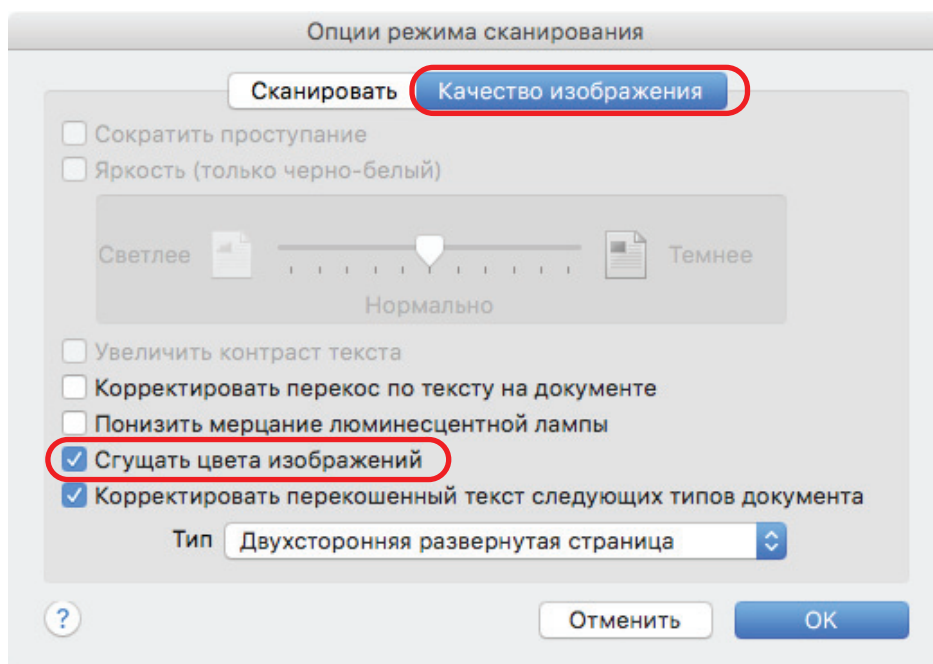 Опции режима сканирования
Сканировать Качество изображения
Сократить проступание
Яркость (только черно-белый)
Светлее Темнее
Нормально
Увеличить контраст текста
Корректировать перекос по тексту на документе
Понизить мерцание люминесцентной лампы
Сгущать цвета изображений
Корректировать перекошенный текст следующих типов документа
Тип Двухсторонняя развернутая страница
? Отменить OK